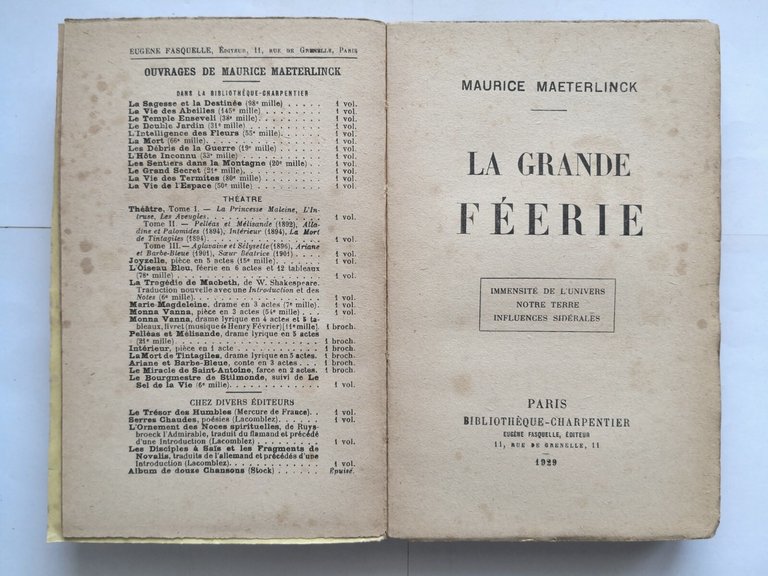 EUGÈNE FASQUELLE, Éditeur, 11, rue de Grenelle, Paris
OUVRAGES DE MAURICE MAETERLINCK
DANS LA BIBLIOTHÈQUE-CHARPENTIER
La Sagesse et la Destinée (98e mille) . . . . . . 1 vol.
La Vie des Abeilles (145e mille) . . . . . . . . 1 vol.
Le Temple Enseveli (38e mille) . . . . . . . . 1 vol.
Le Double Jardin (31e mille) . . . . . . . . . 1 vol.
L'Intelligence des Fleurs (55e mille) . . . . . 1 vol.
La Mort (66e mille) . . . . . . . . . . . . 1 vol.
Les Débris de la Guerre (19e mille) . . . . . . 1 vol.
L'Hôte Inconnu (33e mille) . . . . . . . . . 1 vol.
Les Sentiers dans la Montagne (20e mille) . . . . 1 vol.
Le Grand Secret (21e mille) . . . . . . . . . 1 vol.
La Vie des Termites (80e mille) . . . . . . . 1 vol.
La Vie de l'Espace (50e mille) . . . . . . . . 1 vol.
THÉATRE
Théâtre, Tome I. — La Princesse Maleine, L'In-
truse, Les Aveugles. . . . . . . . . . . . 1 vol.
Tome II — Pelléas et Mélisande (1892), Alla-
dine et Palomides (1894), Intérieur (1894), La Mort
de Tintagiles (1894). . . . . . . . . . . 1 vol.
Tome III. — Aglavaine et Sélysette (1896), Ariane
et Barbe-Bleue (1901), Sœur Béatrice (1901). . . 1 vol.
Joyzelle, pièce en 5 actes (15e mille) . . . . . 1 vol.
L'Oiseau Bleu, féerie en 6 actes et 12 tableaux
(78e mille) . . . . . . . . . . . . . . 1 vol.
La Tragédie de Macbeth, de W. Shakespeare.
Traduction nouvelle avec une Introduction et des
Notes (6e mille) . . . . . . . . . . . . 1 vol.
Marie-Magdeleine, drame en 3 actes (7e mille). . 1 vol.
Monna Vanna, pièce en 3 actes (54e mille) . . . 1 vol.
Monna Vanna, drame lyrique en 4 actes et 5 ta-
bleaux, livret (musique de Henry Février) [11e mille]. 1 broch.
Pelléas et Mélisande, drame lyrique en 5 actes
(21e mille) . . . . . . . . . . . . . . 1 broch.
Intérieur, pièce en 1 acte . . . . . . . . . 1 broch.
La Mort de Tintagiles, drame lyrique en 5 actes. 1 broch.
Ariane et Barbe-Bleue, conte en 3 actes . . . 1 broch.
Le Miracle de Saint-Antoine, farce en 2 actes. 1 broch.
Le Bourgmestre de Stilmonde, suivi de Le
Sel de la Vie (6e mille). . . . . . . . . . 1 vol.
CHEZ DIVERS ÉDITEURS
Le Trésor des Humbles (Mercure de France). . 1 vol.
Serres Chaudes, poésies (Lacomblez). . . . . . 1 vol.
L'Ornement des Noces spirituelles, de Ruys-
broeck l'Admirable, traduit du flamand et précédé
d'une Introduction (Lacomblez) . . . . . . . 1 vol.
Les Disciples à Saïs et les Fragments de
Novalis, traduits de l'allemand et précédés d'une
Introduction (Lacomblez). . . . . . . . . . 1 vol.
Album de douze Chansons (Stock) . . . . . . Épuisé.
MAURICE MAETERLINCK
LA GRANDE
FÉERIE
IMMENSITÉ DE L'UNIVERS
NOTRE TERRE
INFLUENCES SIDÉRALES
PARIS
BIBLIOTHÈQUE-CHARPENTIER
EUGÈNE FASQUELLE, ÉDITEUR
11, RUE DE GRENELLE, 11
1929